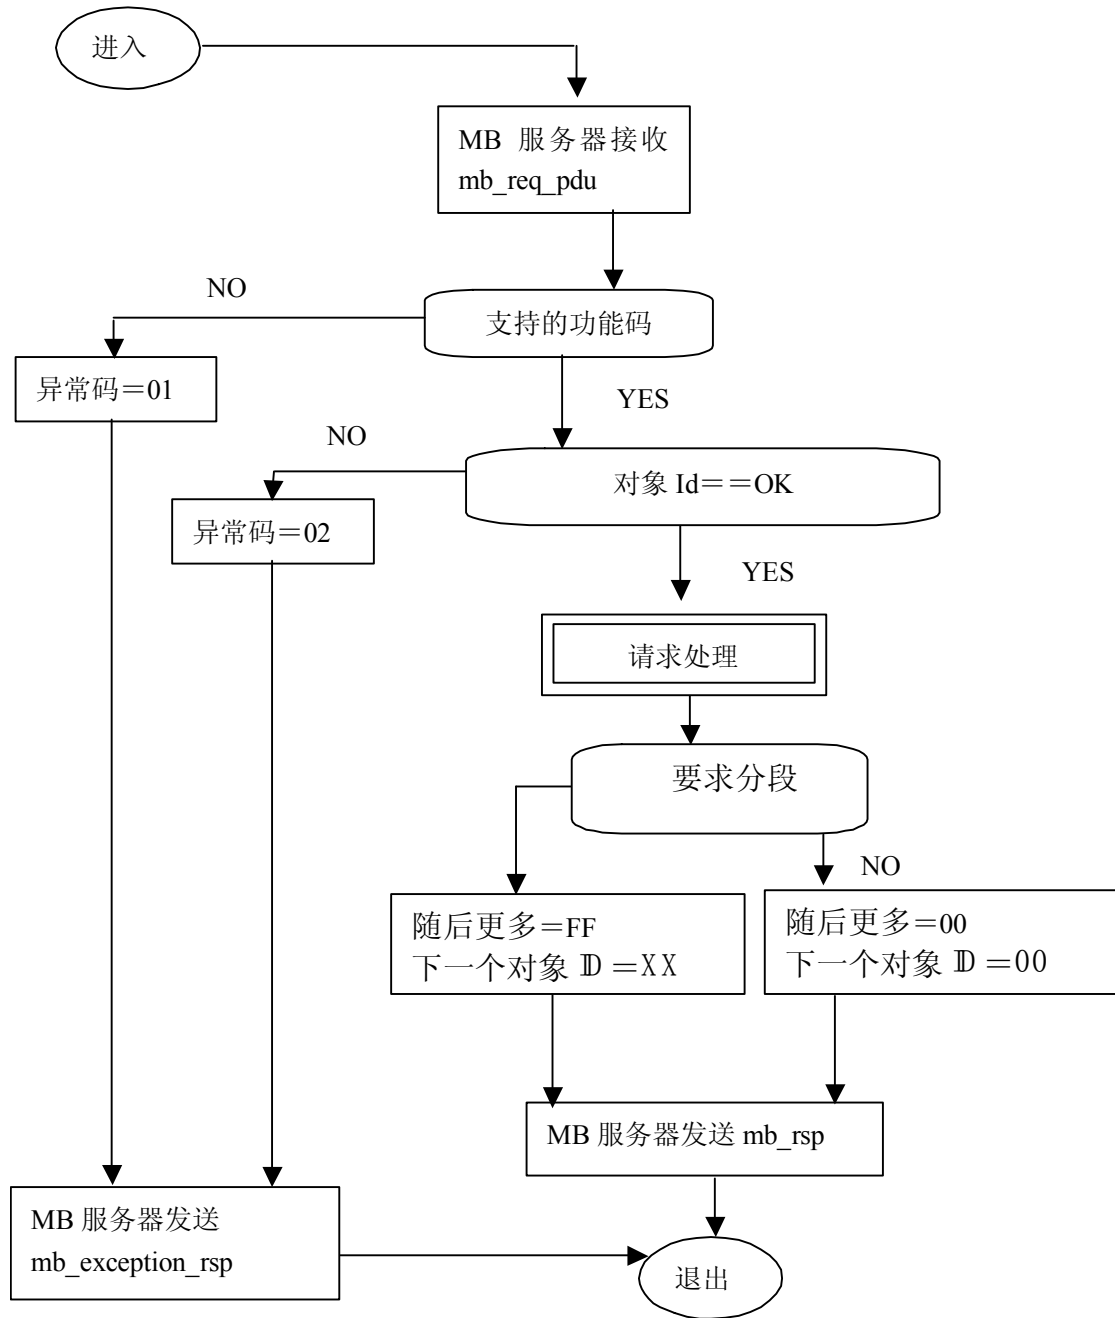 进入
MB 服务器接收
mb_req_pdu
NO
支持的功能码
异常码＝01
YES
NO
对象 Id＝＝OK
异常码＝02
YES
请求处理
要求分段
NO
随后更多＝FF
下一个对象 ID ＝XX
随后更多＝00
下一个对象 ID ＝00
MB 服务器发送 mb_rsp
MB 服务器发送
mb_exception_rsp
退出